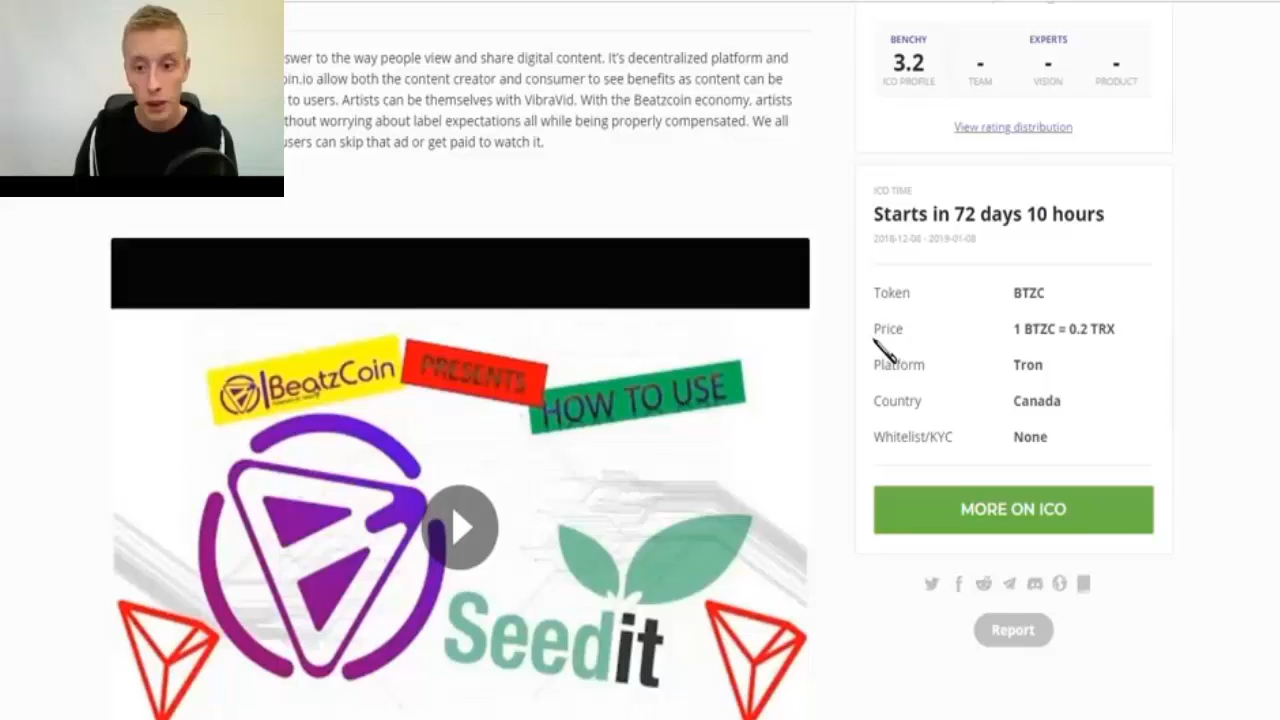 swer to the way people view and share digital content. It's decentralized platform and
oin.io allow both the content creator and consumer to see benefits as content can be
to users. Artists can be themselves with VibraVid. With the Beatzcoin economy, artists
thout worrying about label expectations all while being properly compensated. We all
users can skip that ad or get paid to watch it.
BeatzCoin
PRESENTS
HOW TO USE
Seedit
BENCHY
EXPERTS
3.2
-
-
-
ICO PROFILE
TEAM
VISION
PRODUCT
View rating distribution
ICO TIME
Starts in 72 days 10 hours
2018-12-08 - 2019-01-08
Token BTZC
Price 1 BTZC = 0.2 TRX
Platform Tron
Country Canada
Whitelist/KYC None
MORE ON ICO
Report